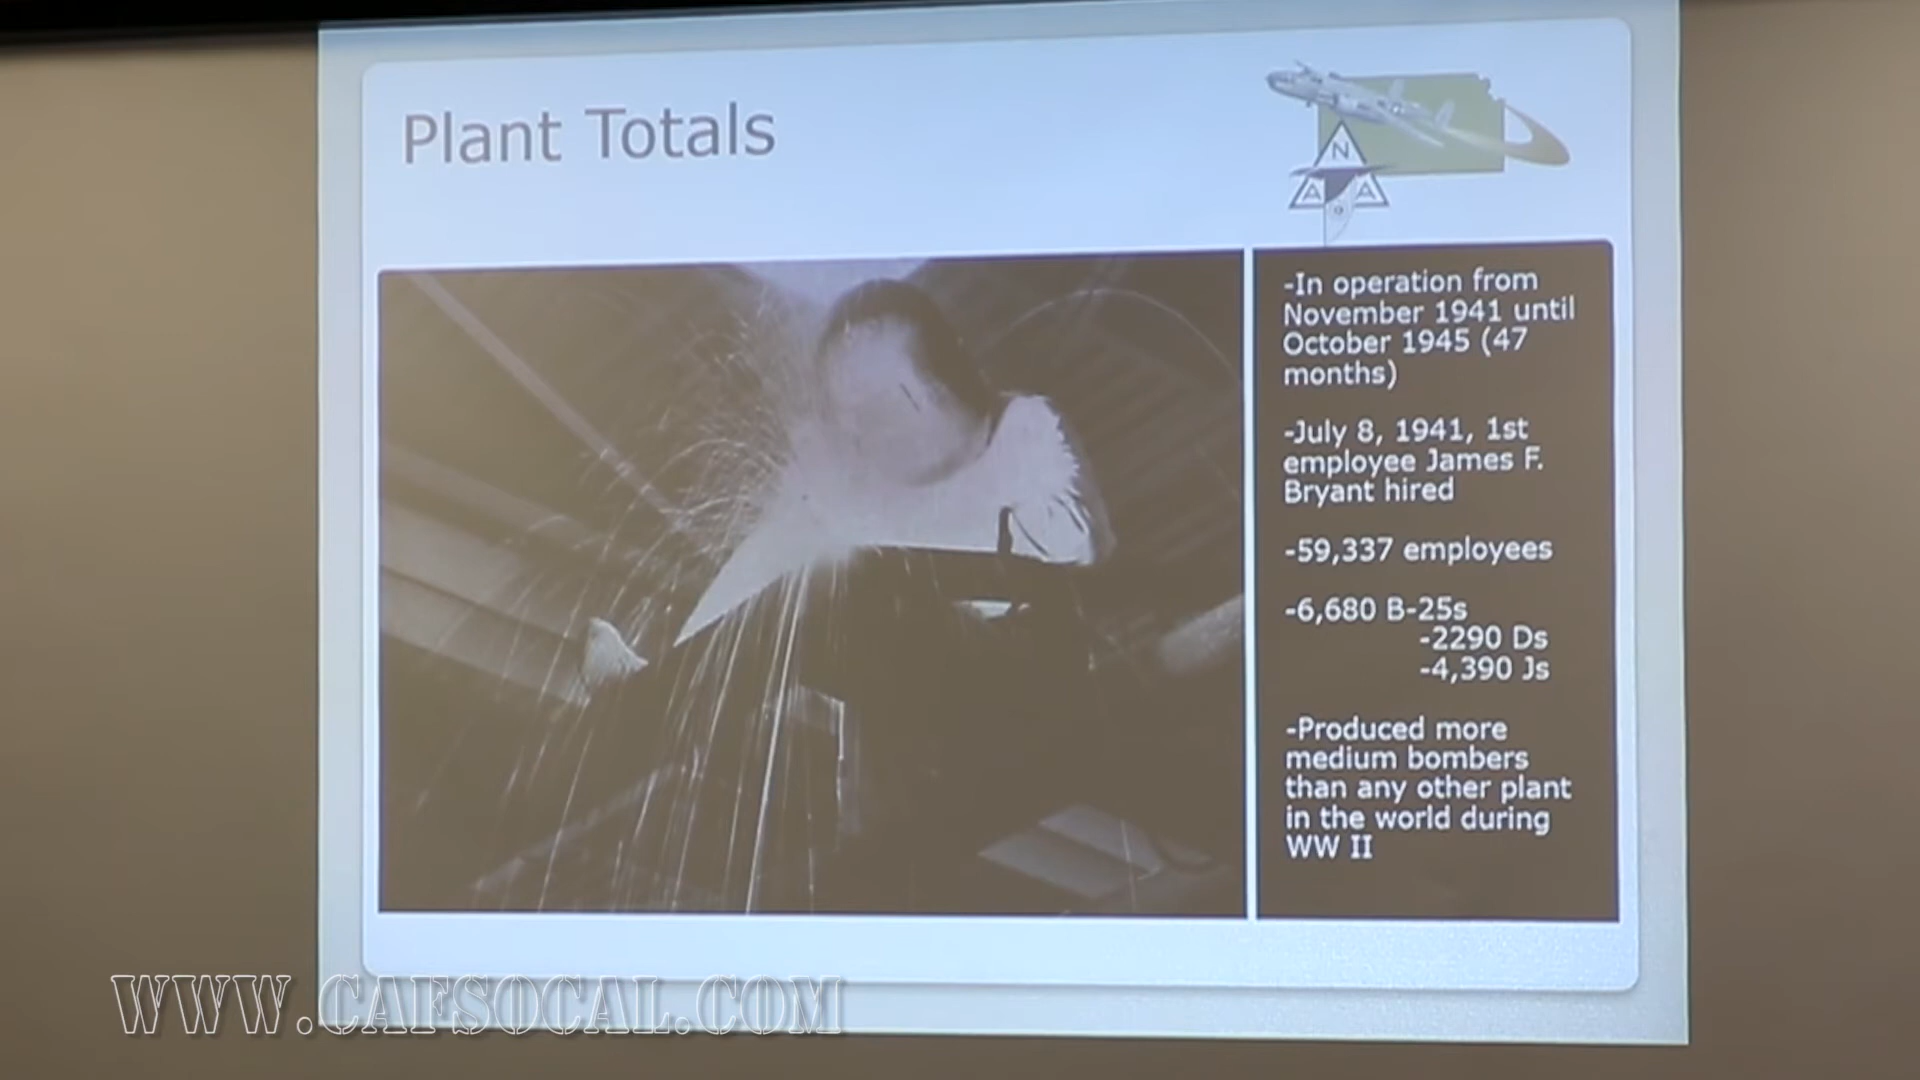 Plant Totals
N
A A
-In operation from
November 1941 until
October 1945 (47
months)
-July 8, 1941, 1st
employee James F.
Bryant hired
-59,337 employees
-6,680 B-25s
-2290 Ds
-4,390 Js
-Produced more
medium bombers
than any other plant
in the world during
WW II
WWW.CAFSOCAL.COM